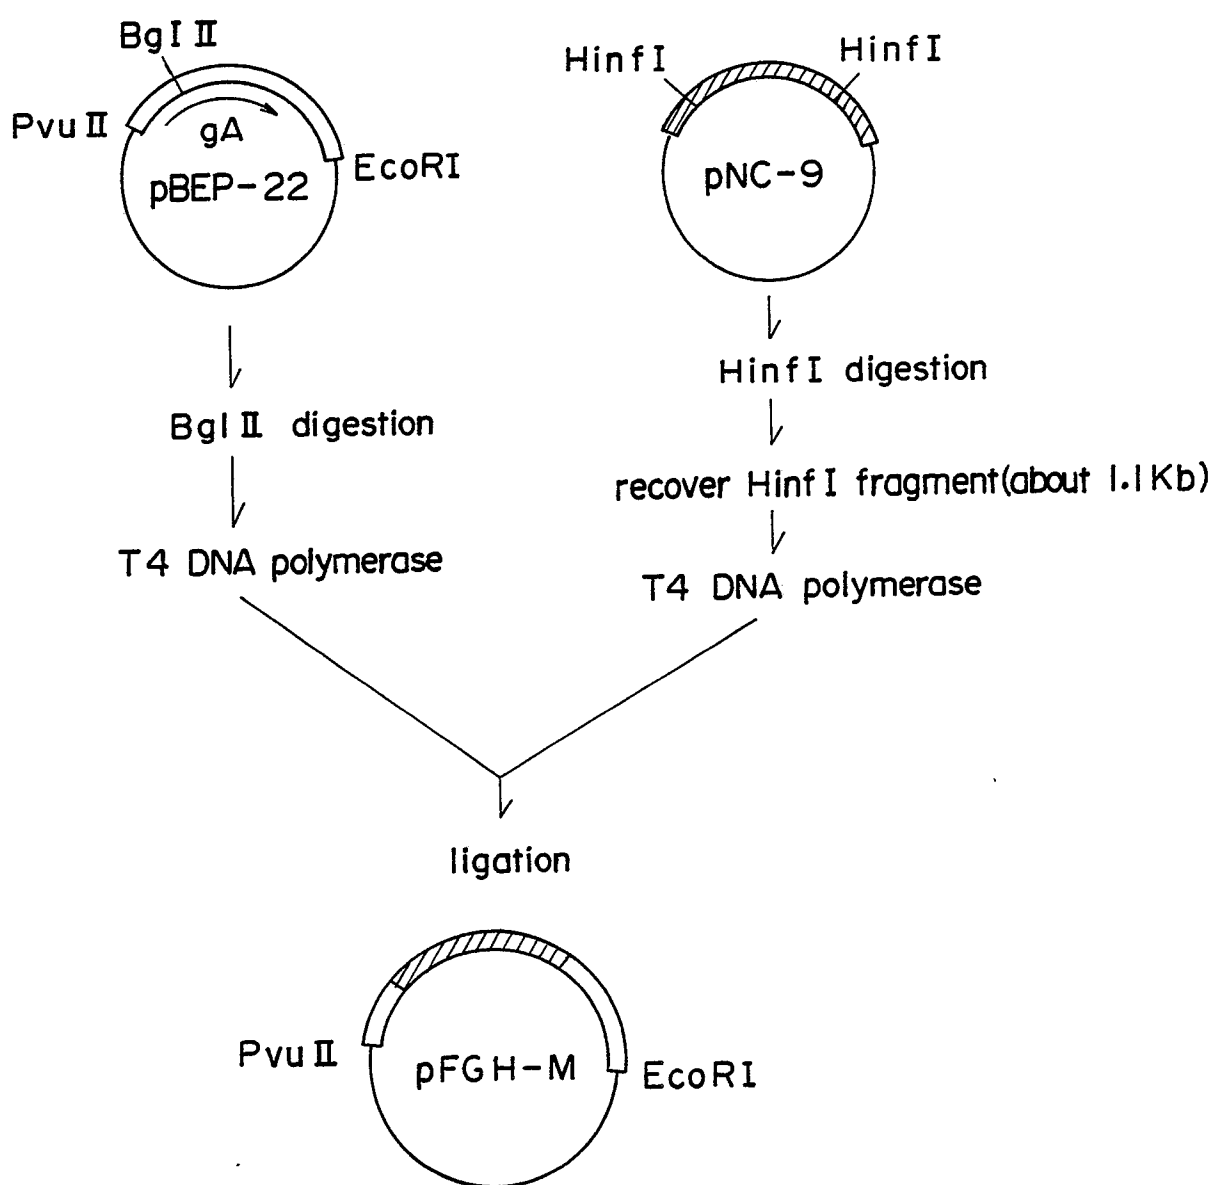 BglⅡ
PvuⅡ
gA
EcoRI
pBEP-22
HinfI
HinfI
pNC-9
BglⅡ digestion
T4 DNA polymerase
HinfI digestion
recover HinfI fragment(about 1.1Kb)
T4 DNA polymerase
ligation
PvuⅡ
pFGH-M
EcoRI